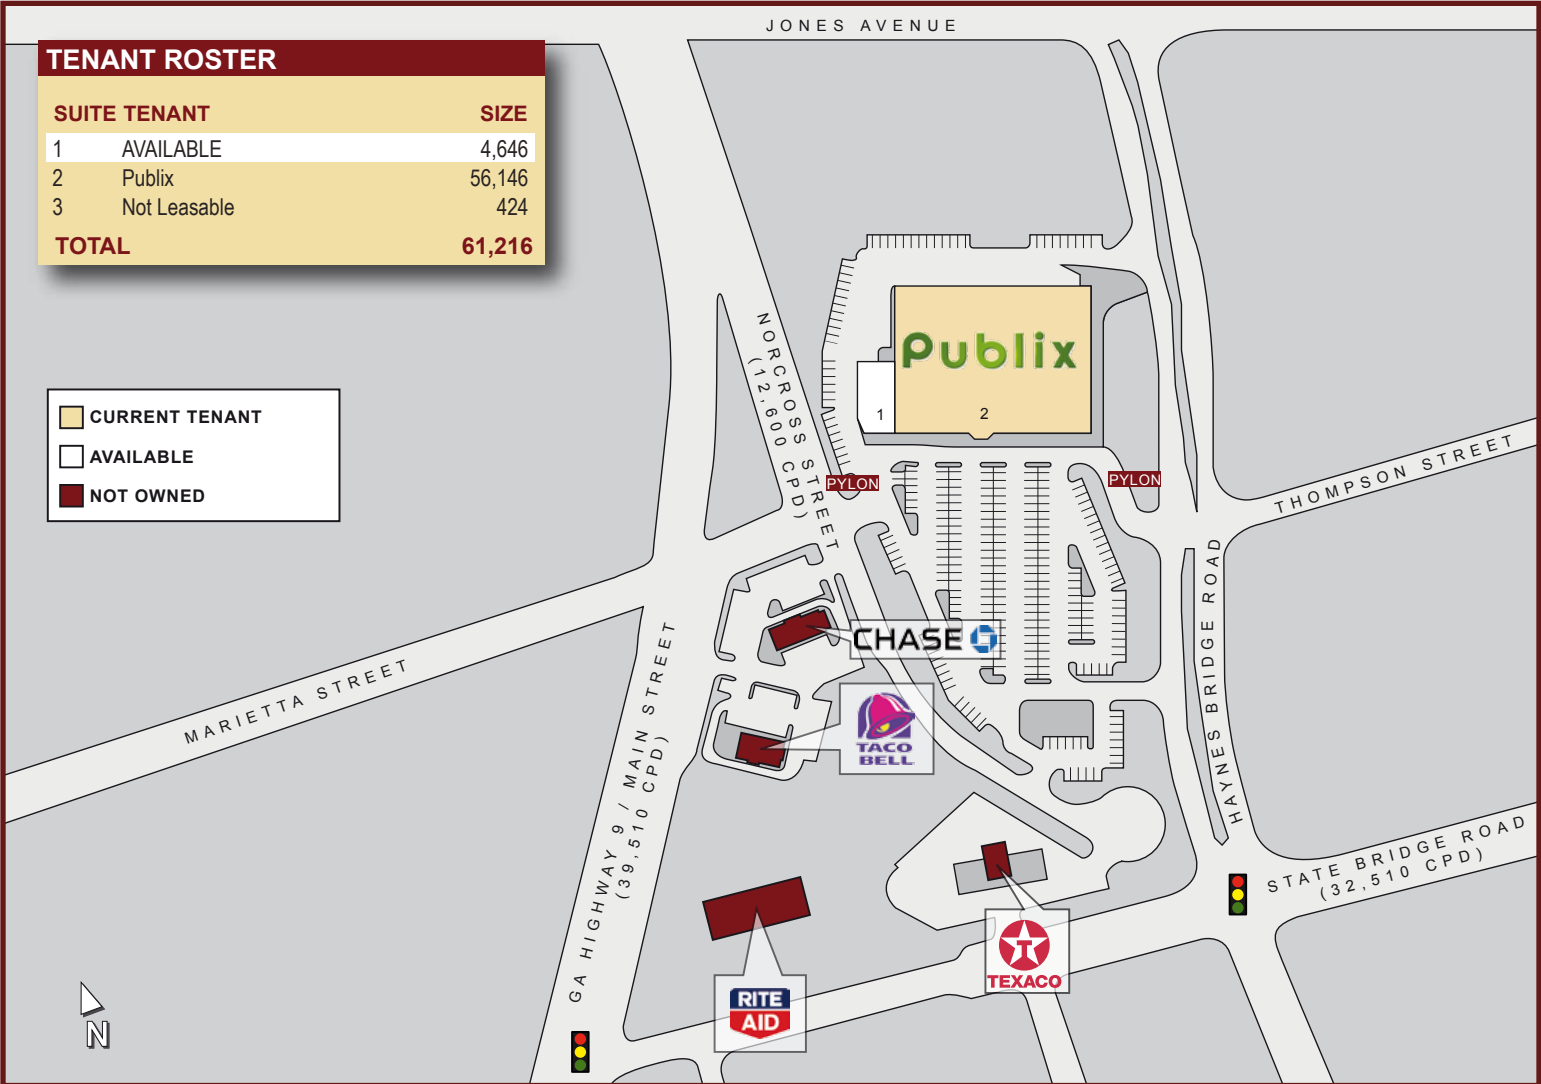 JONES AVENUE
TENANT ROSTER
SUITE TENANT SIZE
1 AVAILABLE 4,646
2 Publix 56,146
3 Not Leasable 424
TOTAL 61,216
CURRENT TENANT
AVAILABLE
NOT OWNED
NORCROSS STREET
(12,600 CPD)
Publix
1
2
PYLON
PYLON
THOMPSON STREET
HAYNES BRIDGE ROAD
CHASE
MARIETTA STREET
GA HIGHWAY 9 / MAIN STREET
(39,510 CPD)
TACO
BELL
STATE BRIDGE ROAD
(32,510 CPD)
T
TEXACO
RITE
AID
N